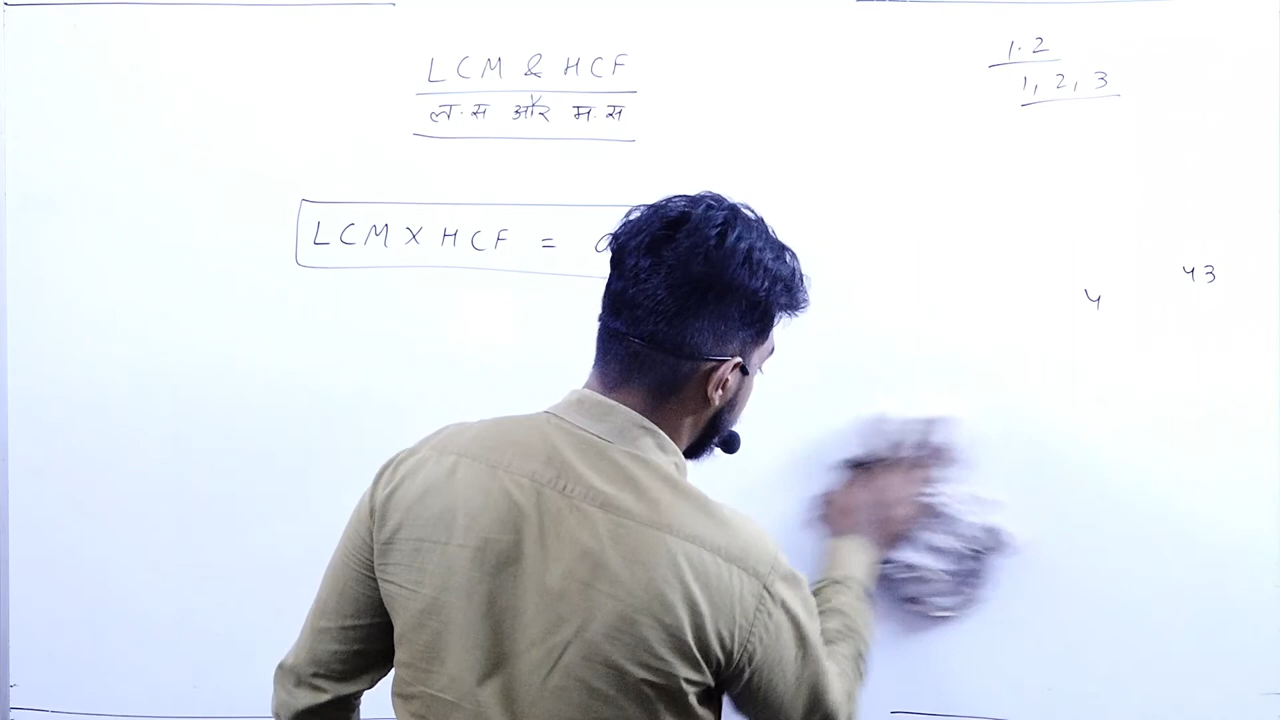 LCM & HCF
ल.स और म.स
1.2
1, 2, 3
LCM X HCF =
43
4